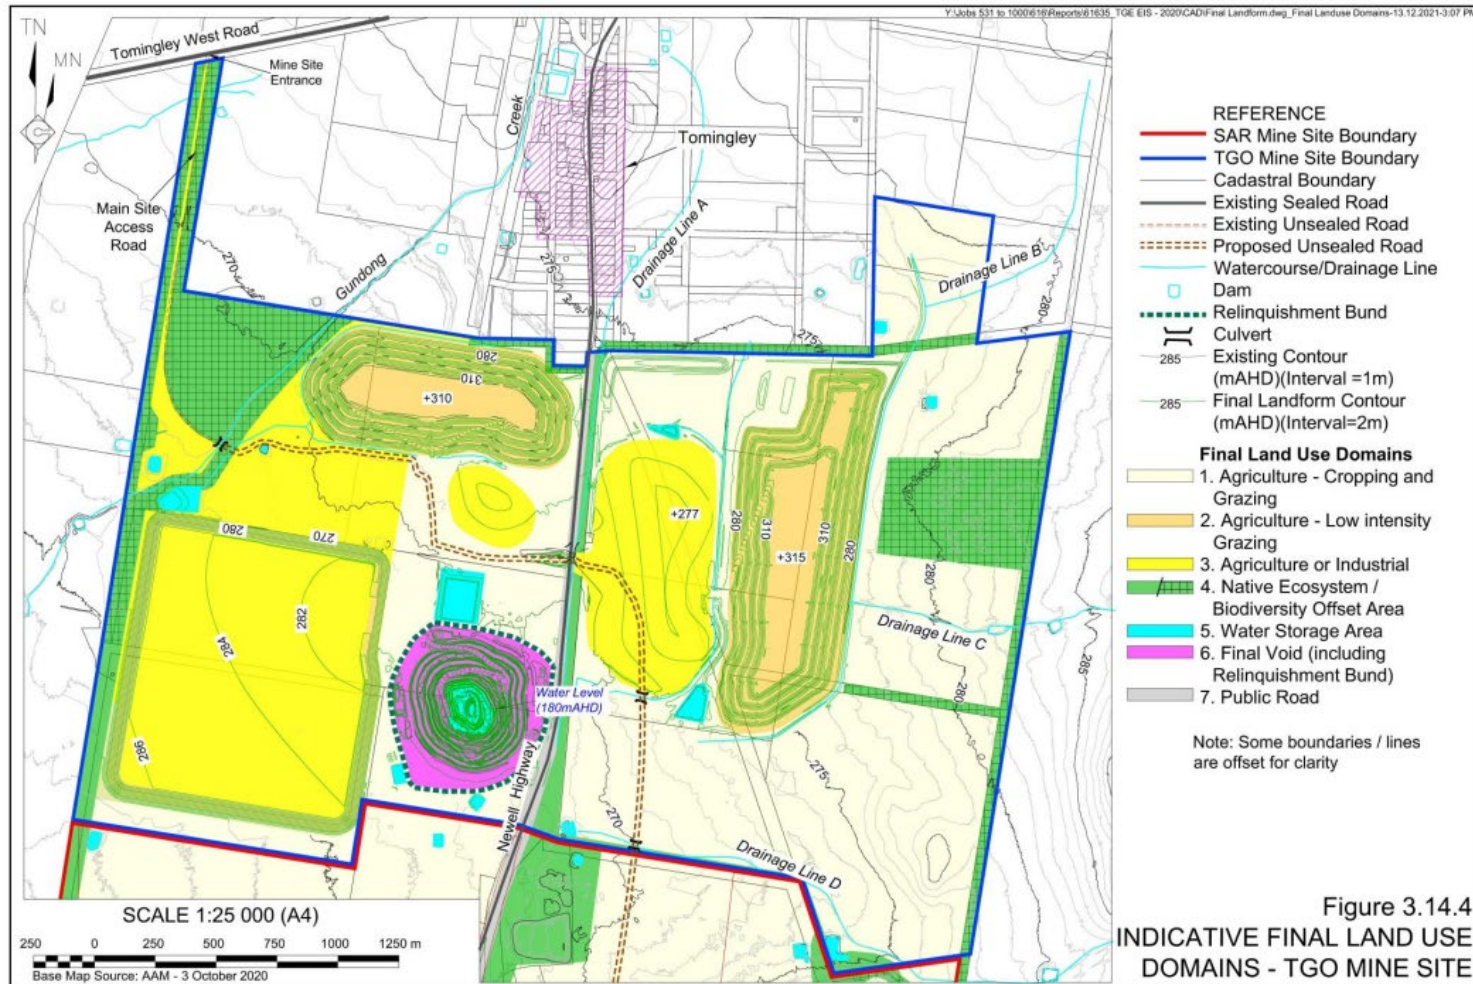 Y:\Jobs 531 to 1000\616\Reports\61635_TGE EIS - 2020\CAD\Final Landform.dwg_Final Landuse Domains-13.12.2021-3:07 PM
TN
MN
Tomingley West Road
Mine Site
Entrance
Creek
Tomingley
Main Site
Access
Road
270
Gundong
275
Drainage Line A
Drainage Line B
280
275
280
310
+310
+277
280
310
310
280
+315
280
270
280
282
284
286
280
Drainage Line C
280
285
Water Level
(180mAHD)
Newell Highway
275
270
Drainage Line D
REFERENCE
SAR Mine Site Boundary
TGO Mine Site Boundary
Cadastral Boundary
Existing Sealed Road
Existing Unsealed Road
Proposed Unsealed Road
Watercourse/Drainage Line
Dam
Relinquishment Bund
Culvert
285 Existing Contour
(mAHD)(Interval =1m)
285 Final Landform Contour
(mAHD)(Interval=2m)
Final Land Use Domains
1. Agriculture - Cropping and
Grazing
2. Agriculture - Low intensity
Grazing
3. Agriculture or Industrial
4. Native Ecosystem /
Biodiversity Offset Area
5. Water Storage Area
6. Final Void (including
Relinquishment Bund)
7. Public Road
Note: Some boundaries / lines
are offset for clarity
SCALE 1:25 000 (A4)
250 0 250 500 750 1000 1250 m
Base Map Source: AAM - 3 October 2020
Figure 3.14.4
INDICATIVE FINAL LAND USE
DOMAINS - TGO MINE SITE